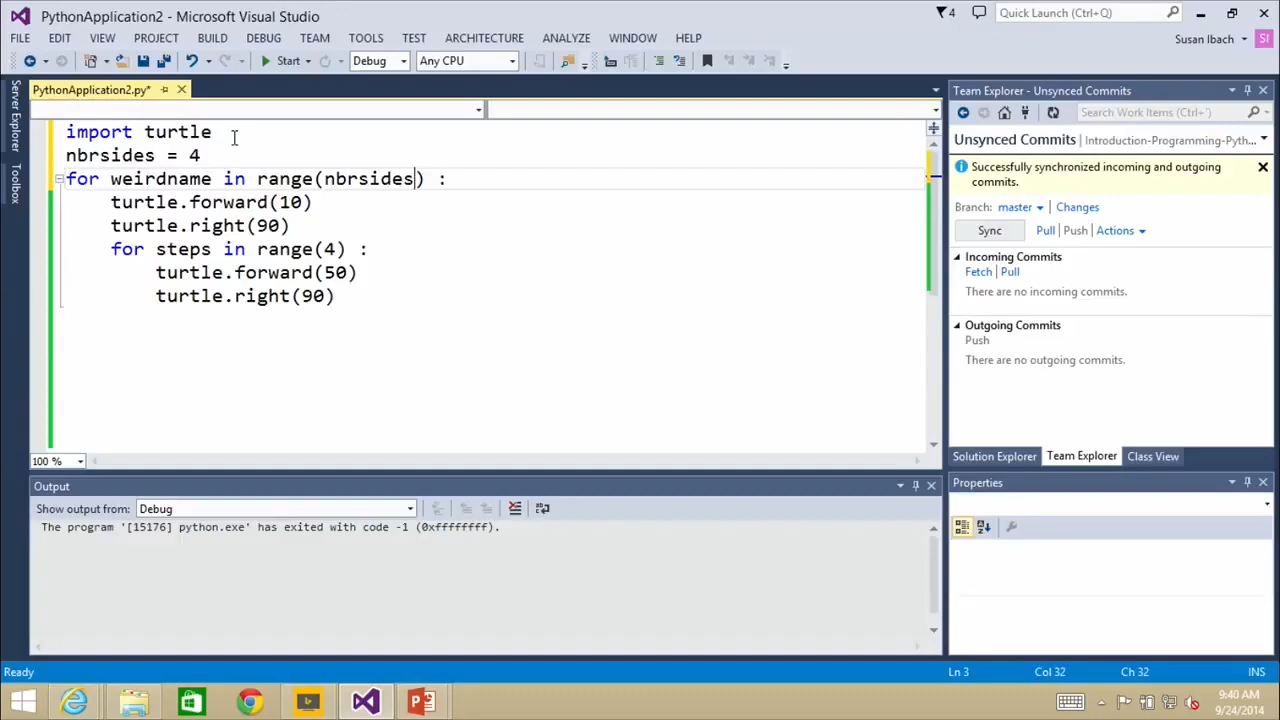 PythonApplication2 - Microsoft Visual Studio
4
Quick Launch (Ctrl+Q)
FILE EDIT VIEW PROJECT BUILD DEBUG TEAM TOOLS TEST ARCHITECTURE ANALYZE WINDOW HELP
Susan Ibach
SI
Start
Debug
Any CPU
Server Explorer
Toolbox
PythonApplication2.py*
import turtle
nbrsides = 4
for weirdname in range(nbrsides) :
turtle.forward(10)
turtle.right(90)
for steps in range(4) :
turtle.forward(50)
turtle.right(90)
100 %
Output
Show output from: Debug
The program '[15176] python.exe' has exited with code -1 (0xffffffff).
Team Explorer - Unsynced Commits
Search Work Items (Ctrl+')
Unsynced Commits | Introduction-Programming-Pyth...
Successfully synchronized incoming and outgoing
commits.
Branch: master Changes
Sync Pull | Push | Actions
Incoming Commits
Fetch | Pull
There are no incoming commits.
Outgoing Commits
Push
There are no outgoing commits.
Solution Explorer Team Explorer Class View
Properties
Ready
Ln 3
Col 32
Ch 32
INS
9:40 AM
9/24/2014